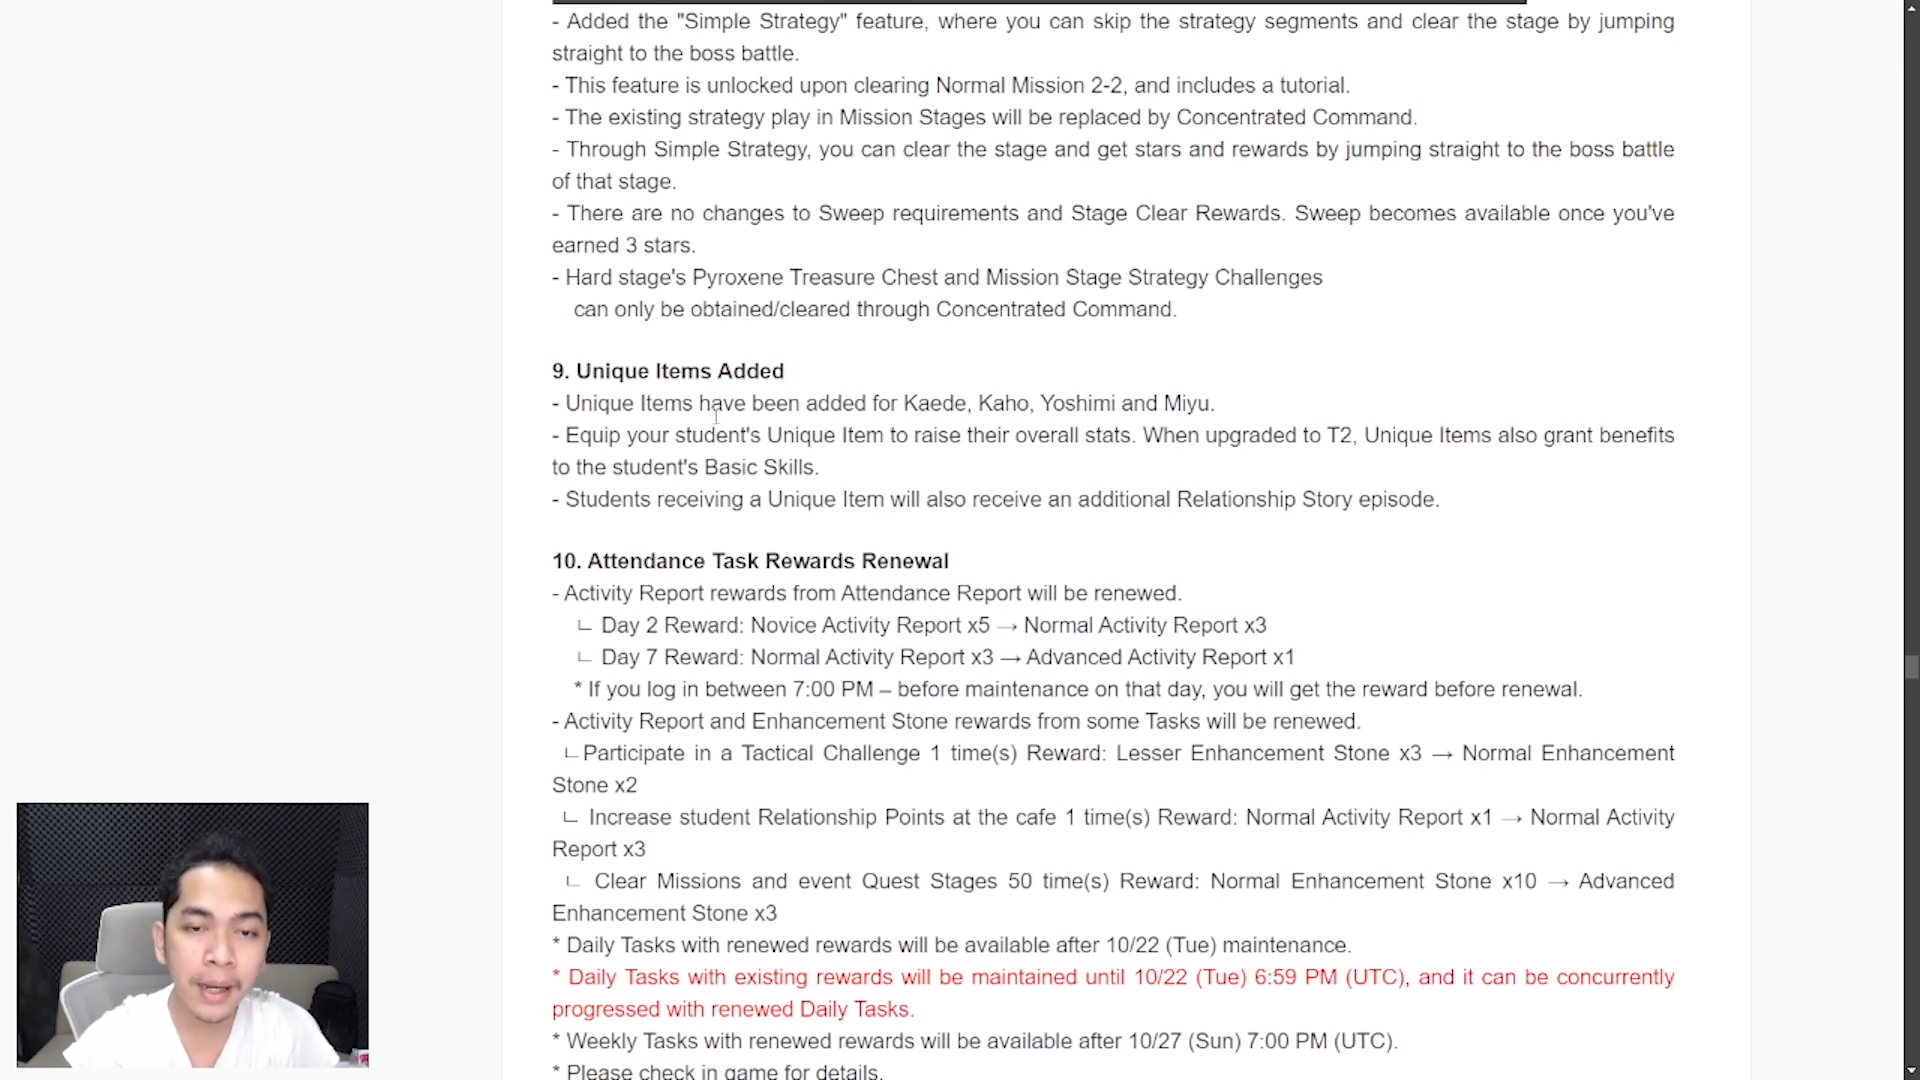 - Added the "Simple Strategy" feature, where you can skip the strategy segments and clear the stage by jumping
straight to the boss battle.
- This feature is unlocked upon clearing Normal Mission 2-2, and includes a tutorial.
- The existing strategy play in Mission Stages will be replaced by Concentrated Command.
- Through Simple Strategy, you can clear the stage and get stars and rewards by jumping straight to the boss battle
of that stage.
- There are no changes to Sweep requirements and Stage Clear Rewards. Sweep becomes available once you've
earned 3 stars.
- Hard stage's Pyroxene Treasure Chest and Mission Stage Strategy Challenges
can only be obtained/cleared through Concentrated Command.
9. Unique Items Added
- Unique Items have been added for Kaede, Kaho, Yoshimi and Miyu.
- Equip your student's Unique Item to raise their overall stats. When upgraded to T2, Unique Items also grant benefits
to the student's Basic Skills.
- Students receiving a Unique Item will also receive an additional Relationship Story episode.
10. Attendance Task Rewards Renewal
- Activity Report rewards from Attendance Report will be renewed.
ㄴ Day 2 Reward: Novice Activity Report x5 → Normal Activity Report x3
ㄴ Day 7 Reward: Normal Activity Report x3 → Advanced Activity Report x1
* If you log in between 7:00 PM – before maintenance on that day, you will get the reward before renewal.
- Activity Report and Enhancement Stone rewards from some Tasks will be renewed.
ㄴParticipate in a Tactical Challenge 1 time(s) Reward: Lesser Enhancement Stone x3 → Normal Enhancement
Stone x2
ㄴ Increase student Relationship Points at the cafe 1 time(s) Reward: Normal Activity Report x1 → Normal Activity
Report x3
ㄴ Clear Missions and event Quest Stages 50 time(s) Reward: Normal Enhancement Stone x10 → Advanced
Enhancement Stone x3
* Daily Tasks with renewed rewards will be available after 10/22 (Tue) maintenance.
* Daily Tasks with existing rewards will be maintained until 10/22 (Tue) 6:59 PM (UTC), and it can be concurrently
progressed with renewed Daily Tasks.
* Weekly Tasks with renewed rewards will be available after 10/27 (Sun) 7:00 PM (UTC).
* Please check in game for details.